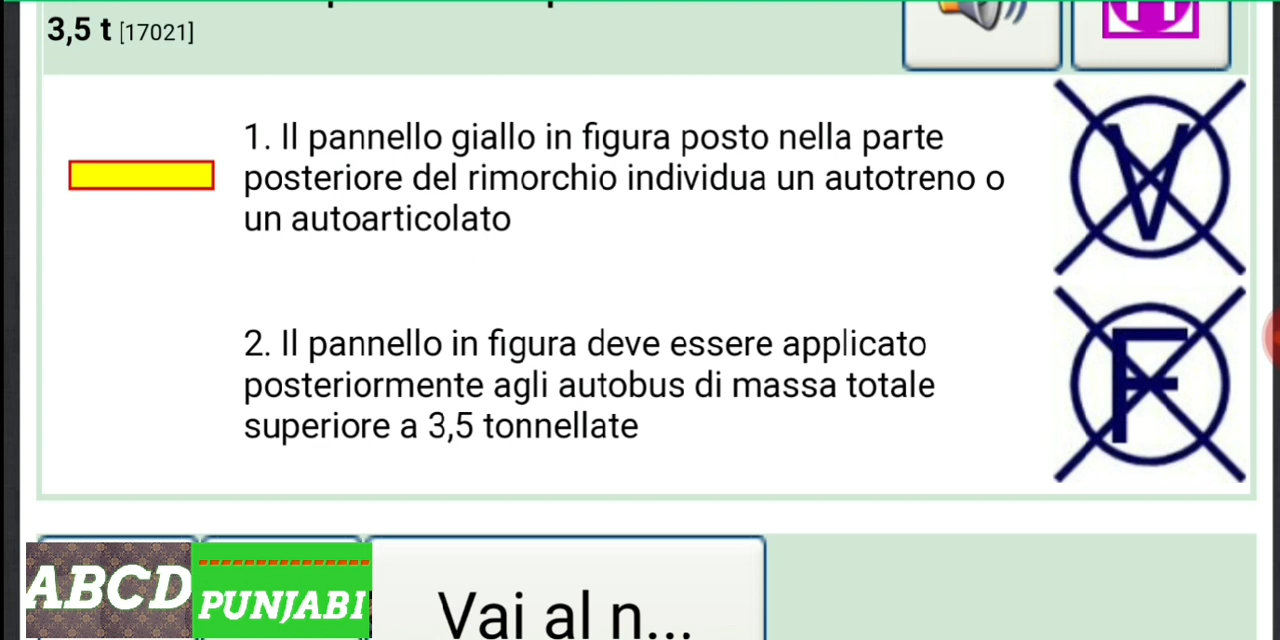 3,5 t [17021]
1. Il pannello giallo in figura posto nella parte
posteriore del rimorchio individua un autotreno o
un autoarticolato
V
2. Il pannello in figura deve essere applicato
posteriormente agli autobus di massa totale
superiore a 3,5 tonnellate
F
ABCD
PUNJABI
Vai al n...